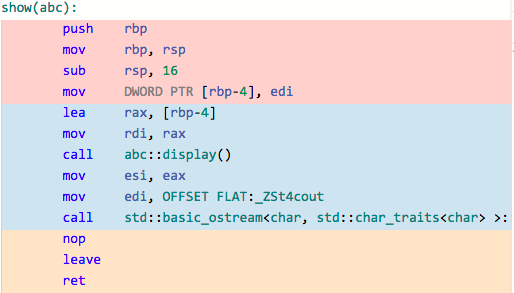 show(abc):
push rbp
mov rbp, rsp
sub rsp, 16
mov DWORD PTR [rbp-4], edi
lea rax, [rbp-4]
mov rdi, rax
call abc::display()
mov esi, eax
mov edi, OFFSET FLAT:_ZSt4cout
call std::basic_ostream<char, std::char_traits<char> >:
nop
leave
ret